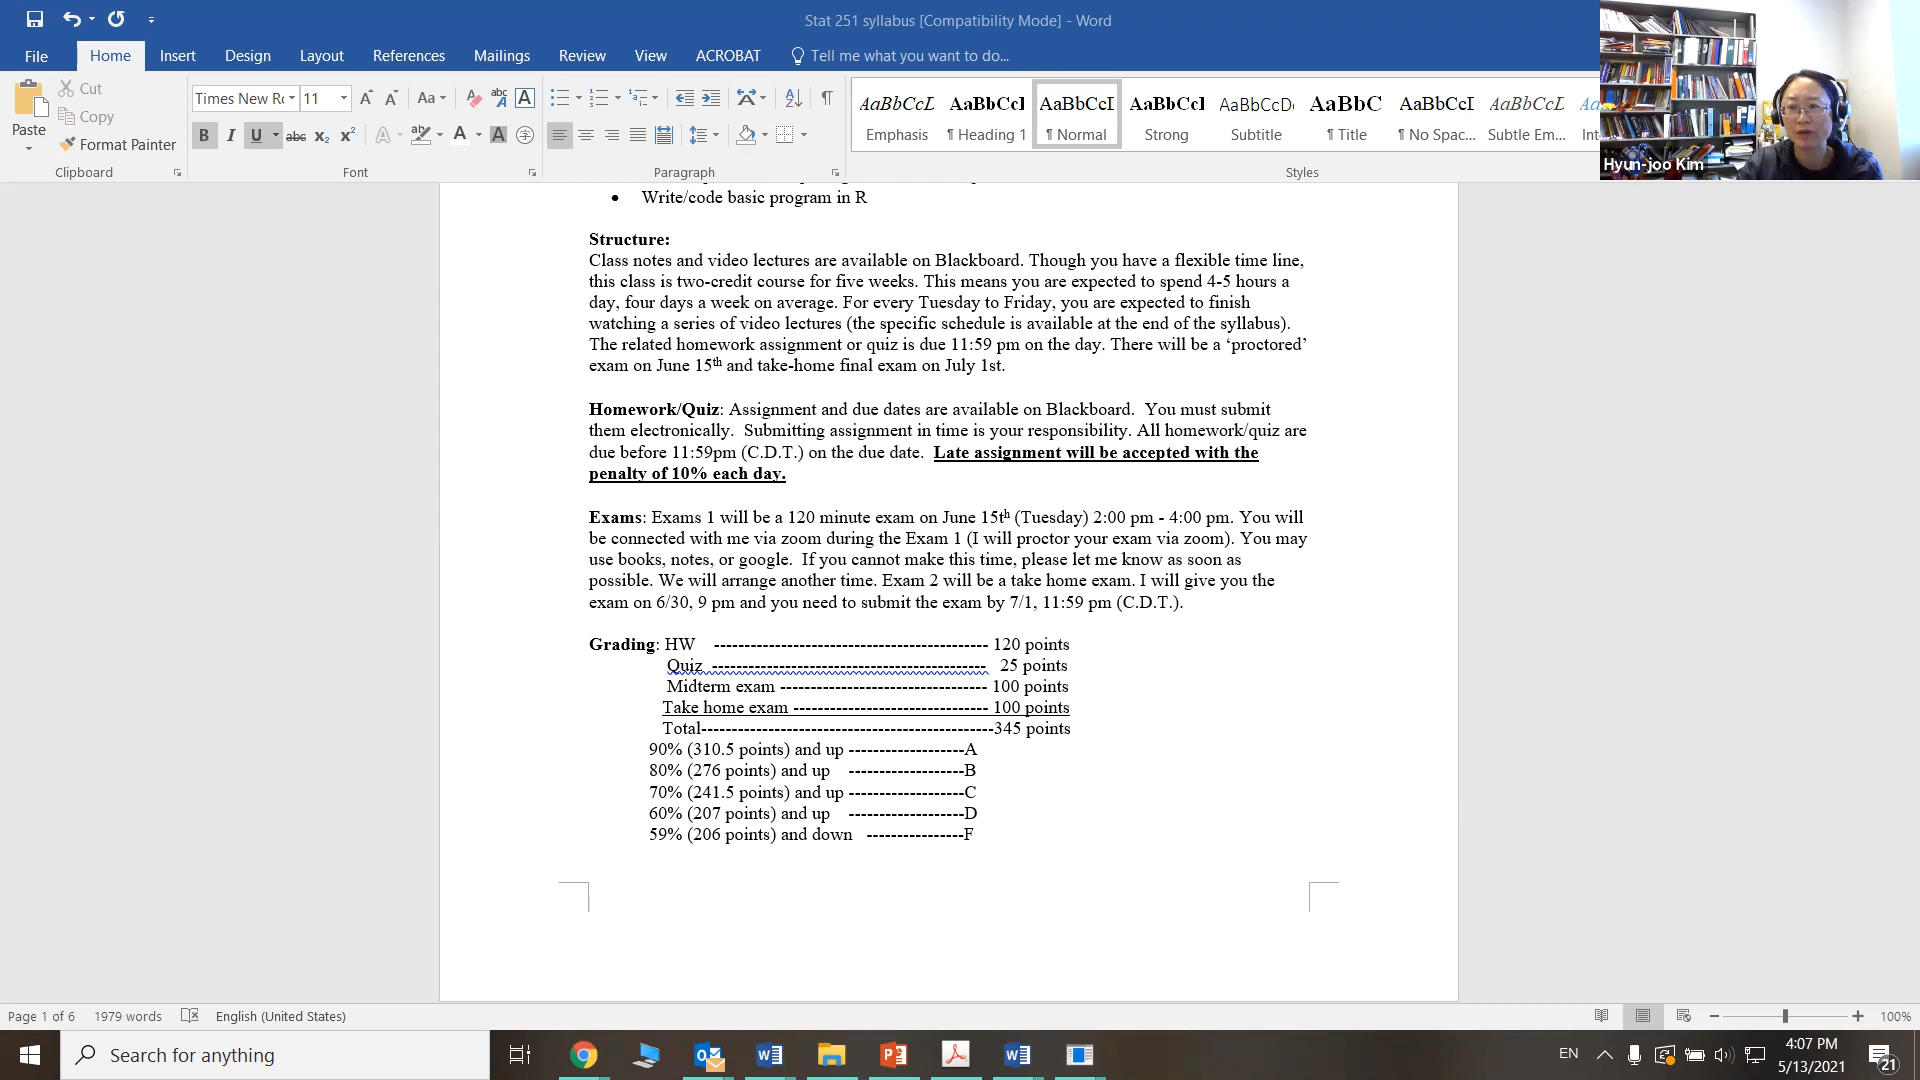 Stat 251 syllabus [Compatibility Mode] - Word
File Home Insert Design Layout References Mailings Review View ACROBAT Tell me what you want to do...
Cut
Copy
Paste
Format Painter
Clipboard
Times New Ro 11
Font
Paragraph
AaBbCcL AaBbCcI AaBbCcI AaBbCcI AaBbCcD AaBbC AaBbCcI AaBbCcL
Emphasis ¶ Heading 1 ¶ Normal Strong Subtitle ¶ Title ¶ No Spac... Subtle Em...
Styles
Hyun-joo Kim
• Write/code basic program in R
Structure:
Class notes and video lectures are available on Blackboard. Though you have a flexible time line,
this class is two-credit course for five weeks. This means you are expected to spend 4-5 hours a
day, four days a week on average. For every Tuesday to Friday, you are expected to finish
watching a series of video lectures (the specific schedule is available at the end of the syllabus).
The related homework assignment or quiz is due 11:59 pm on the day. There will be a ‘proctored’
exam on June 15th and take-home final exam on July 1st.
Homework/Quiz: Assignment and due dates are available on Blackboard. You must submit
them electronically. Submitting assignment in time is your responsibility. All homework/quiz are
due before 11:59pm (C.D.T.) on the due date. Late assignment will be accepted with the
penalty of 10% each day.
Exams: Exams 1 will be a 120 minute exam on June 15th (Tuesday) 2:00 pm - 4:00 pm. You will
be connected with me via zoom during the Exam 1 (I will proctor your exam via zoom). You may
use books, notes, or google. If you cannot make this time, please let me know as soon as
possible. We will arrange another time. Exam 2 will be a take home exam. I will give you the
exam on 6/30, 9 pm and you need to submit the exam by 7/1, 11:59 pm (C.D.T.).
Grading: HW --------------------------------------------- 120 points
Quiz --------------------------------------------- 25 points
Midterm exam ---------------------------------- 100 points
Take home exam -------------------------------- 100 points
Total------------------------------------------------345 points
90% (310.5 points) and up -------------------A
80% (276 points) and up -------------------B
70% (241.5 points) and up -------------------C
60% (207 points) and up -------------------D
59% (206 points) and down ----------------F
Page 1 of 6 1979 words English (United States) 100%
Search for anything
EN 4:07 PM
5/13/2021
21